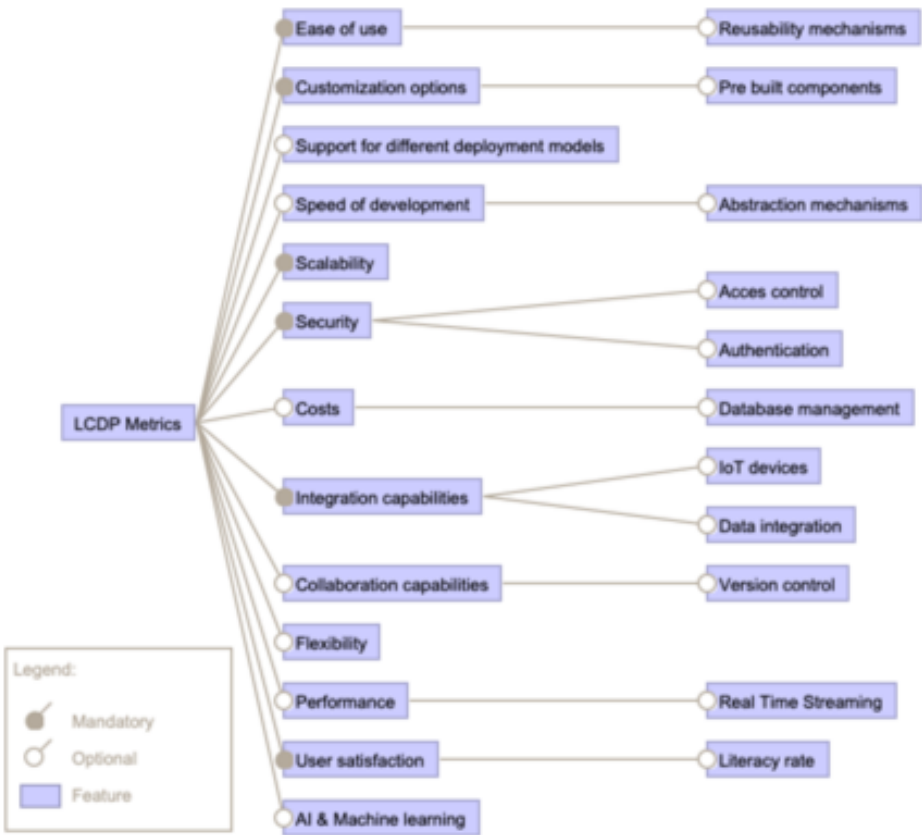 Ease of use
Reusability mechanisms
Customization options
Pre built components
Support for different deployment models
Speed of development
Abstraction mechanisms
Scalability
Acces control
Security
Authentication
Costs
Database management
LCDP Metrics
IoT devices
Integration capabilities
Data integration
Collaboration capabilities
Version control
Flexibility
Legend:
Mandatory
Optional
Feature
Performance
Real Time Streaming
User satisfaction
Literacy rate
AI & Machine learning